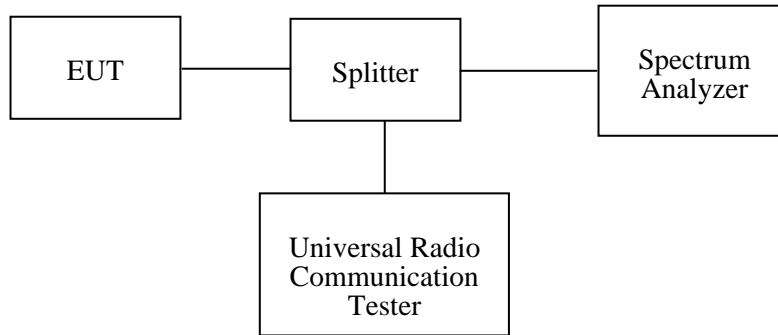 EUT
Splitter
Spectrum
Analyzer
Universal Radio
Communication
Tester